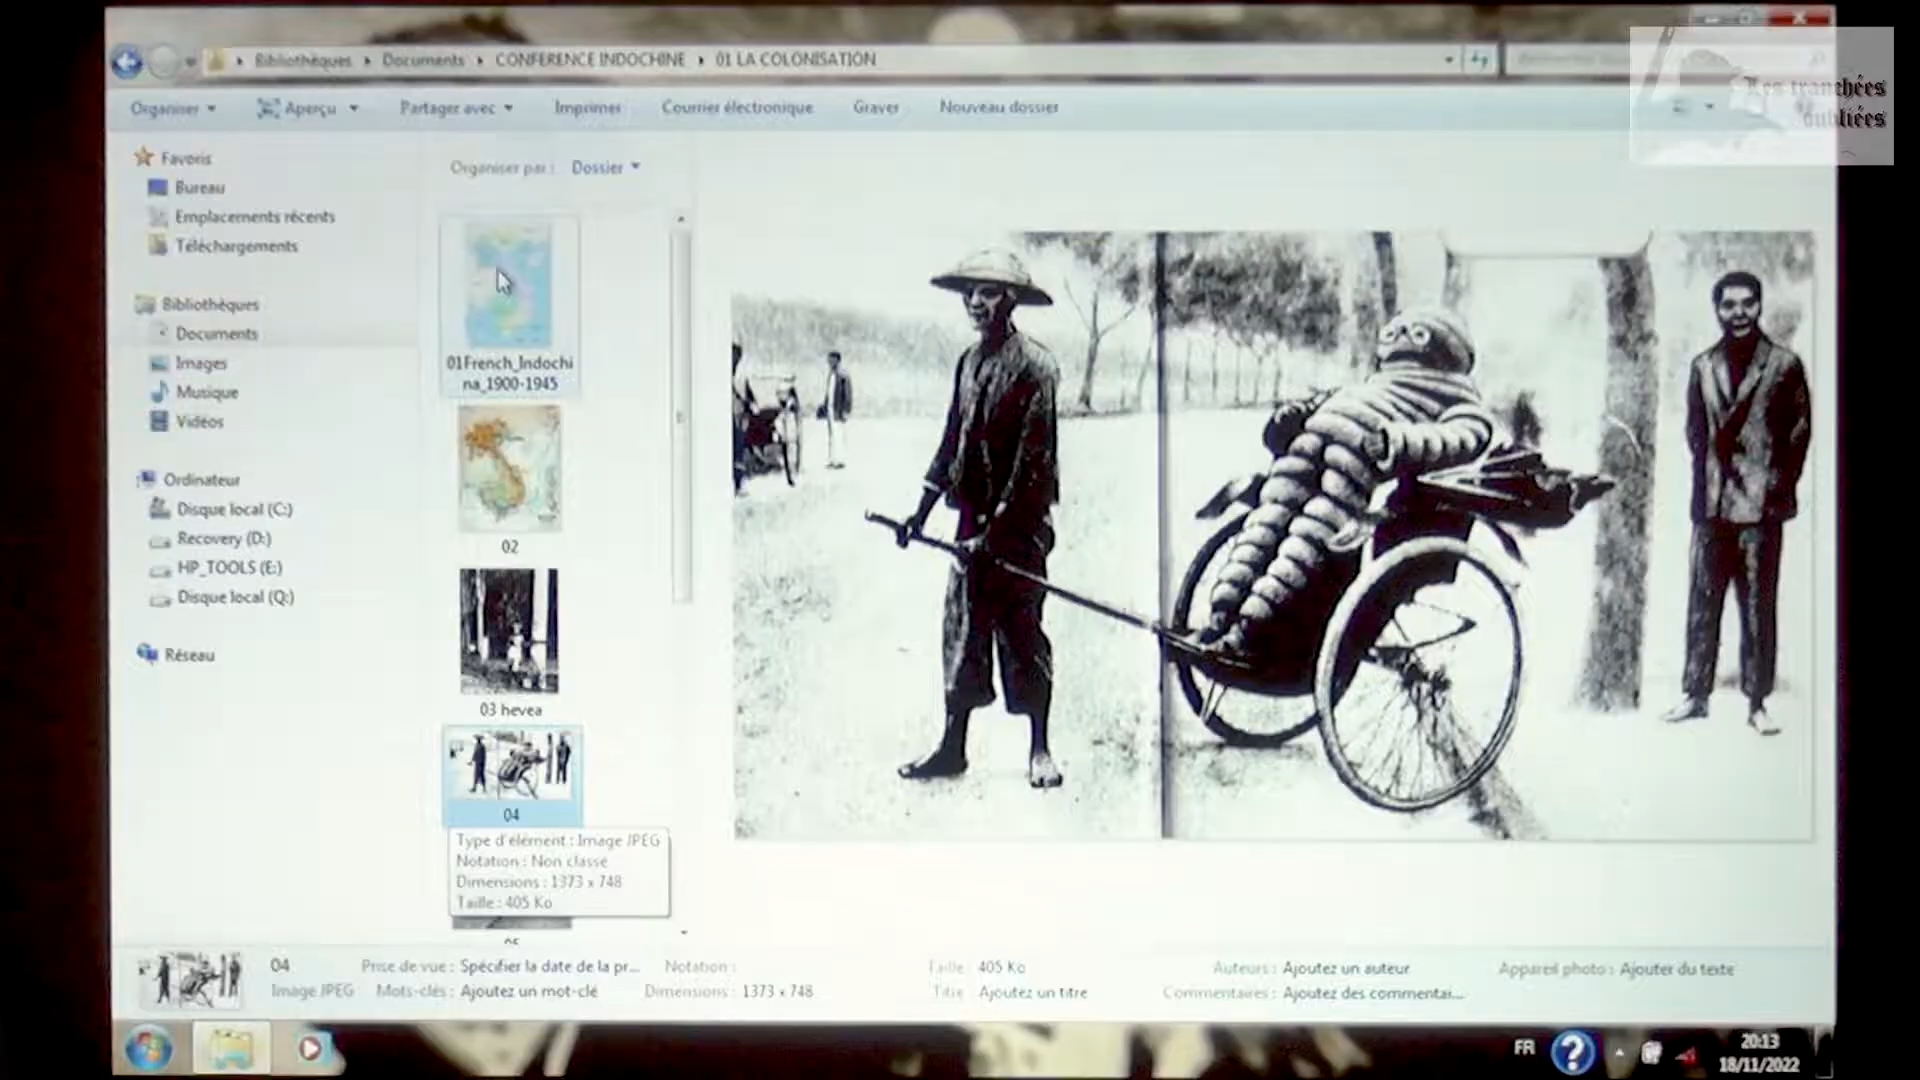 Bibliothèques ▸ Documents ▸ CONFERENCE INDOCHINE ▸ 01 LA COLONISATION
Les tranchées
oubliées
Organiser Aperçu Partager avec Imprimer Courrier électronique Graver Nouveau dossier
Favoris
Bureau
Emplacements récents
Téléchargements
Bibliothèques
Documents
Images
Musique
Vidéos
Ordinateur
Disque local (C:)
Recovery (D:)
HP_TOOLS (E:)
Disque local (Q:)
Réseau
Organiser par : Dossier
01French_Indochi
na_1900-1945
02
03 hevea
04
Type d'élément : Image JPEG
Notation : Non classé
Dimensions : 1373 x 748
Taille : 405 Ko
04 Prise de vue : Spécifier la date de la pr... Notation : Taille : 405 Ko Auteurs : Ajoutez un auteur Appareil photo : Ajouter du texte
Image JPEG Mots-clés : Ajoutez un mot-clé Dimensions : 1373 x 748 Titre : Ajoutez un titre Commentaires : Ajoutez des commentai...
FR
20:13
18/11/2022